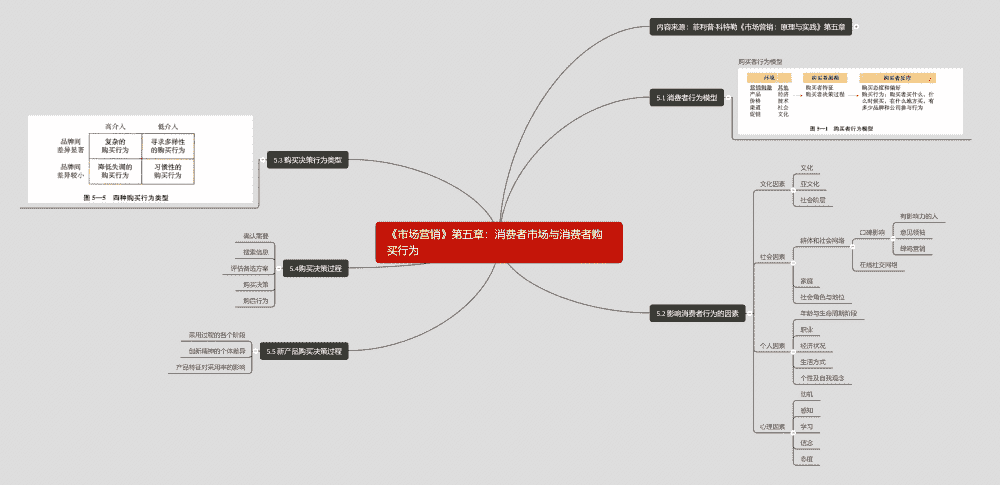 《市场营销》第五章：消费者市场与消费者购
买行为
内容来源：菲利普·科特勒《市场营销：原理与实践》第五章
5.1 消费者行为模型
购买者行为模型
环境
购买者黑箱
购买者反应
营销刺激 其他
产品 经济
价格 技术
渠道 社会
促销 文化
购买者特征
购买者决策过程
购买态度和偏好
购买行为：购买者买什么，什
么时候买，在什么地方买，有
多少品牌和公司参与行为
图 5—1 购买者行为模型
5.2 影响消费者行为的因素
文化因素
文化
亚文化
社会阶层
社会因素
群体和社会网络
口碑影响
有影响力的人
意见领袖
蜂鸣营销
在线社交网络
家庭
社会角色与地位
个人因素
年龄与生命周期阶段
职业
经济状况
生活方式
个性及自我观念
心理因素
动机
感知
学习
信念
态度
5.3 购买决策行为类型
高介入 低介入
品牌间
差异显著
复杂的
购买行为
寻求多样性
的购买行为
品牌间
差异较小
降低失调的
购买行为
习惯性的
购买行为
图 5—5 四种购买行为类型
5.4购买决策过程
确认需要
搜索信息
评估备选方案
购买决策
购后行为
5.5 新产品购买决策过程
采用过程的各个阶段
创新精神的个体差异
产品特征对采用率的影响